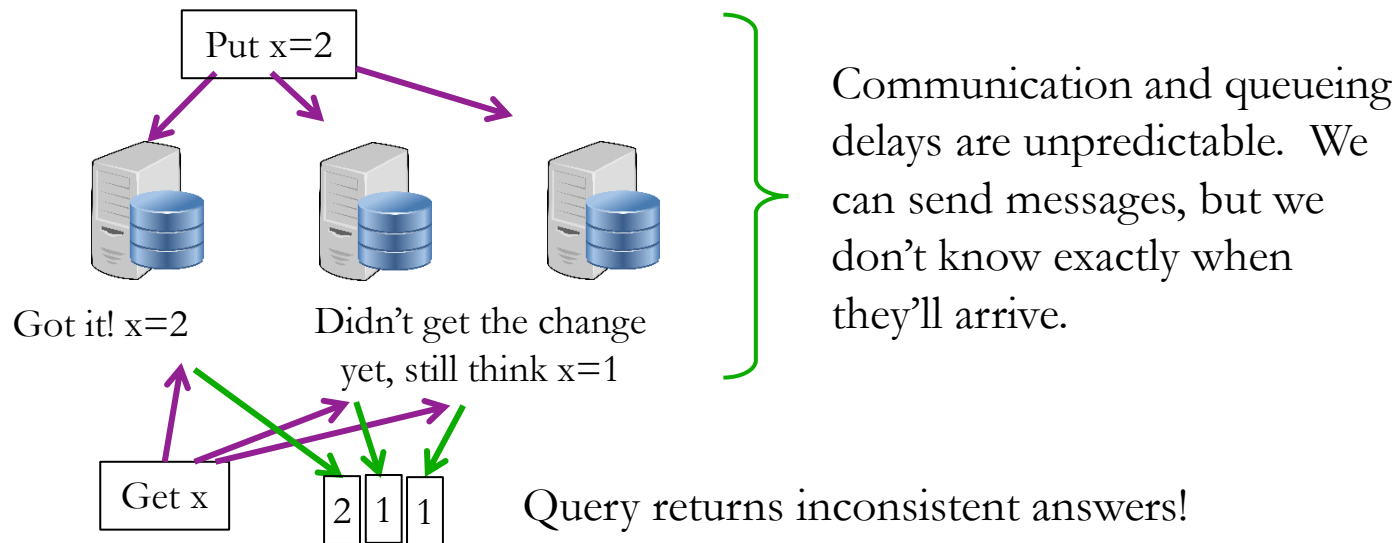 Put x=2
Communication and queueing
delays are unpredictable.  We
can send messages, but we
don’t know exactly when
they’ll arrive.
Got it! x=2
Didn’t get the change
yet, still think x=1
Get x
2 1 1
Query returns inconsistent answers!